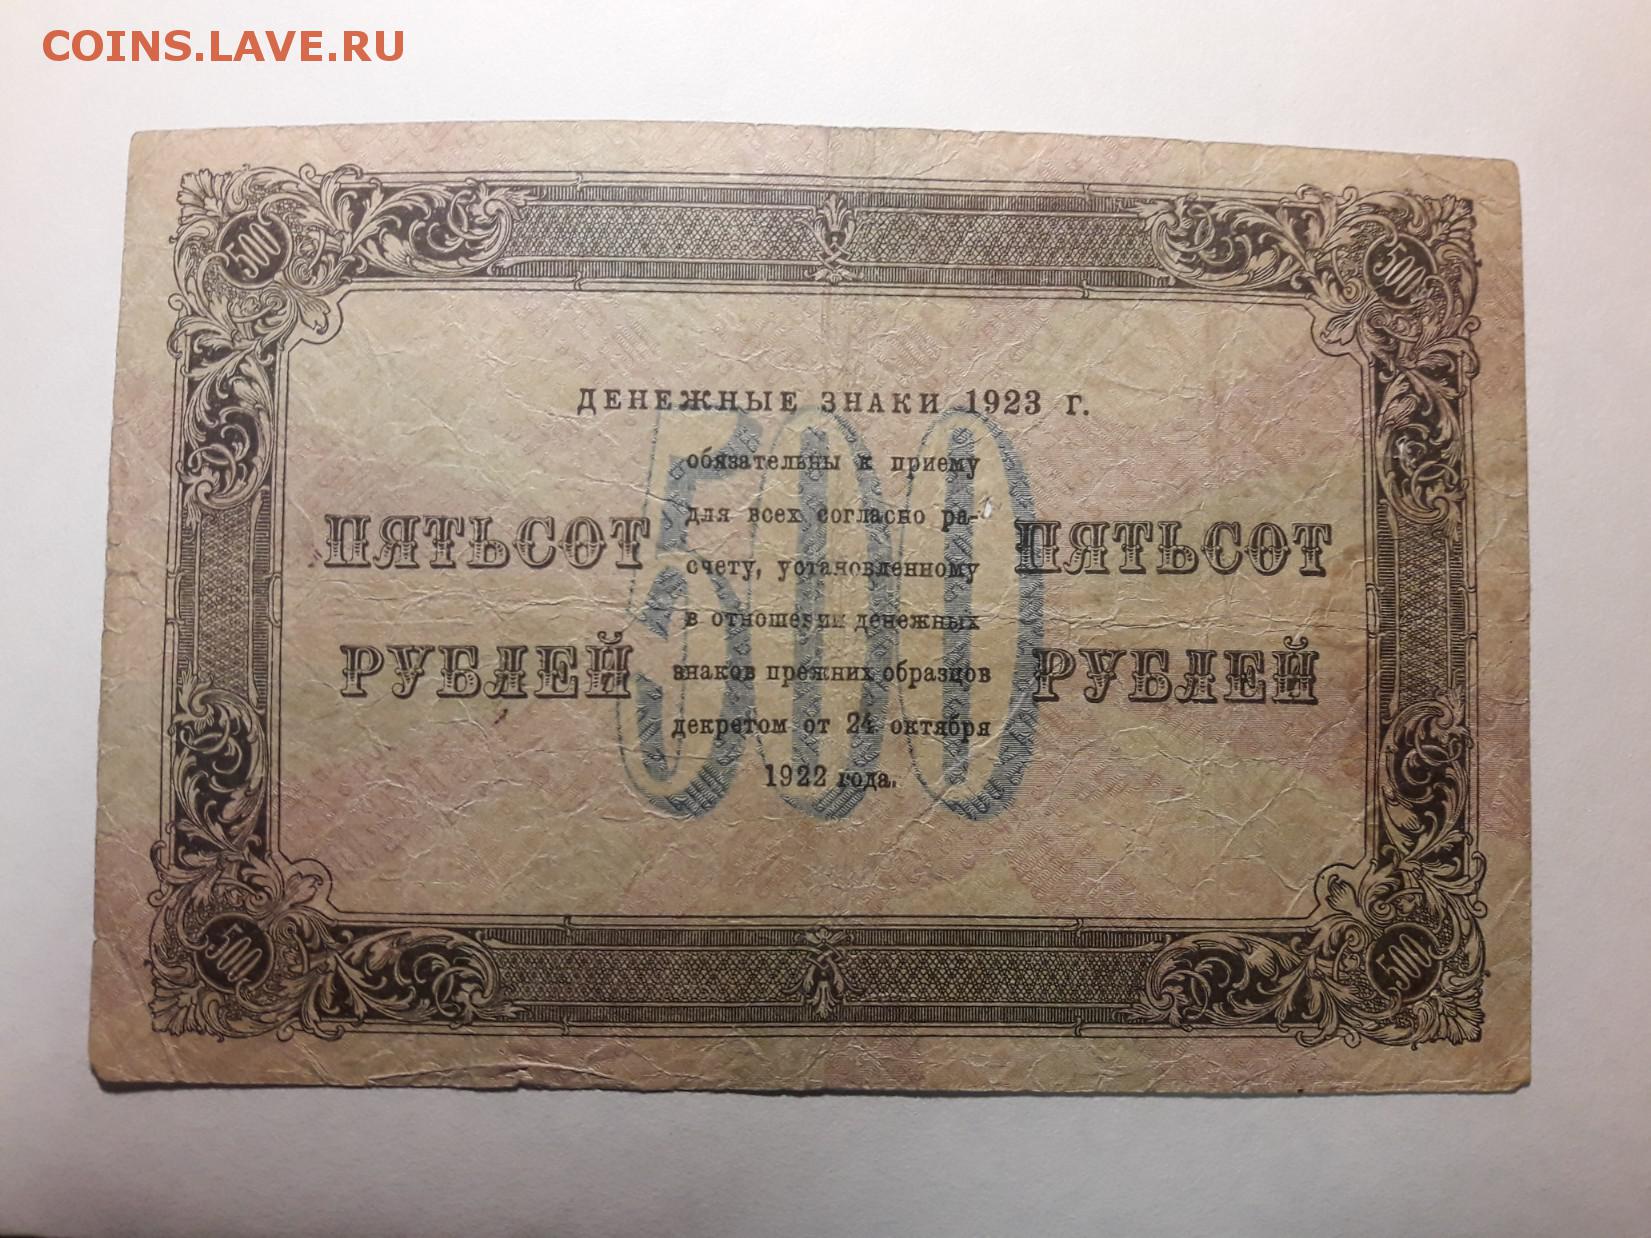 COINS.LAVE.RU
500 500
ДЕНЕЖНЫЕ ЗНАКИ 1923 г.
обязательны к приему
для всех согласно ра-
ПЯТЬСОТ 500 ПЯТЬСОТ
счету, установленному
в отношении денежных
РУБЛЕЙ РУБЛЕЙ
знаков прежних образцов
декретом от 24 октября
1922 года.
500 500